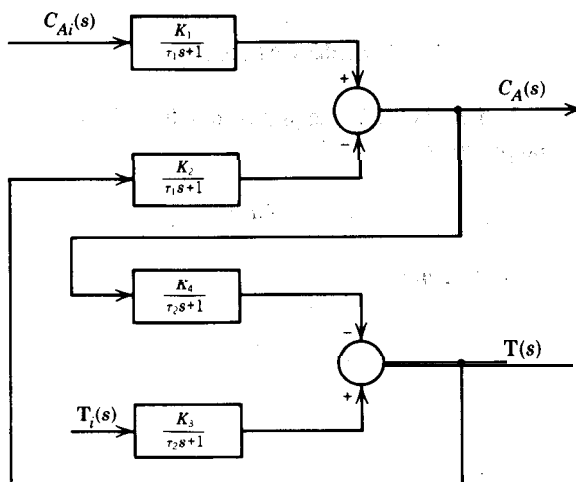 C_{Ai}(s)
K_1
τ_1s+1
+
C_A(s)
−
K_2
τ_1s+1
K_4
τ_2s+1
−
T(s)
+
T_i(s)
K_3
τ_2s+1